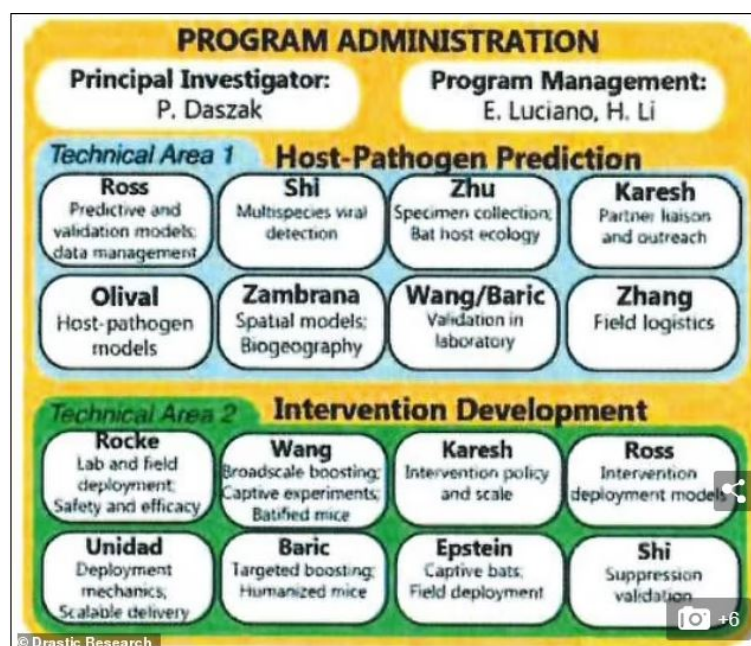 PROGRAM ADMINISTRATION
Principal Investigator:
P. Daszak
Program Management:
E. Luciano, H. Li
Technical Area 1
Host-Pathogen Prediction
Ross
Predictive and
validation models;
data management
Shi
Multispecies viral
detection
Zhu
Specimen collection;
Bat host ecology
Karesh
Partner liaison
and outreach
Olival
Host-pathogen
models
Zambrana
Spatial models;
Biogeography
Wang/Baric
Validation in
laboratory
Zhang
Field logistics
Technical Area 2
Intervention Development
Rocke
Lab and field
deployment;
Safety and efficacy
Wang
Broadscale boosting;
Captive experiments;
Batified mice
Karesh
Intervention policy
and scale
Ross
Intervention
deployment models
Unidad
Deployment
mechanics;
Scalable delivery
Baric
Targeted boosting;
Humanized mice
Epstein
Captive bats;
Field deployment
Shi
Suppression
validation
+6
© Drastic Research